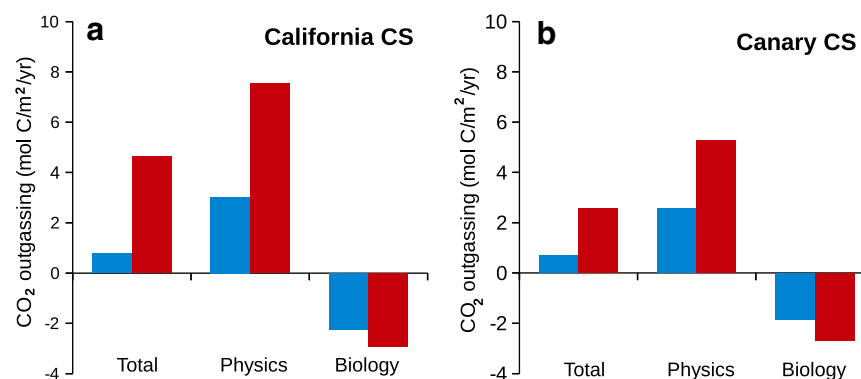 a
California CS
CO2 outgassing (mol C/m2/yr)
10
8
6
4
2
0
-2
-4
Total
Physics
Biology
b
Canary CS
CO2 outgassing (mol C/m2/yr)
10
8
6
4
2
0
-2
-4
Total
Physics
Biology